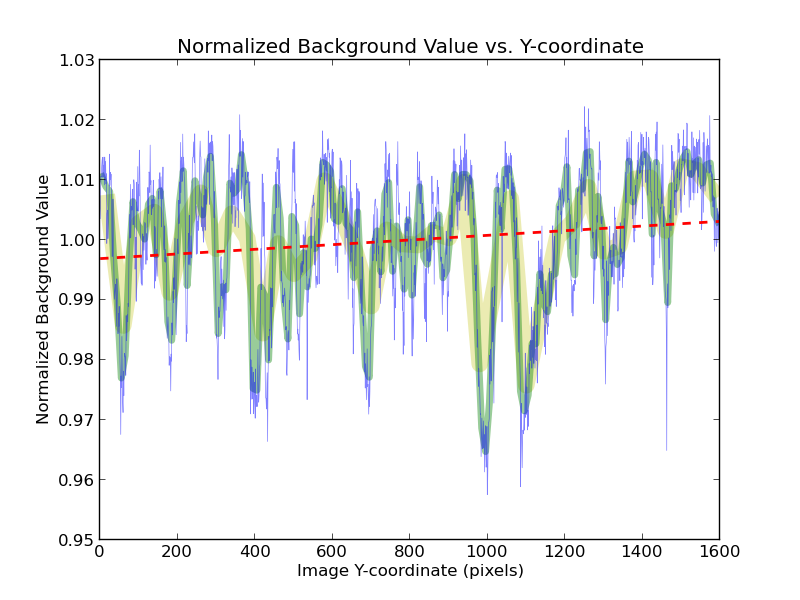 Normalized Background Value vs. Y-coordinate
1.03
1.02
1.01
1.00
0.99
0.98
0.97
0.96
0.95
Normalized Background Value
0 200 400 600 800 1000 1200 1400 1600
Image Y-coordinate (pixels)